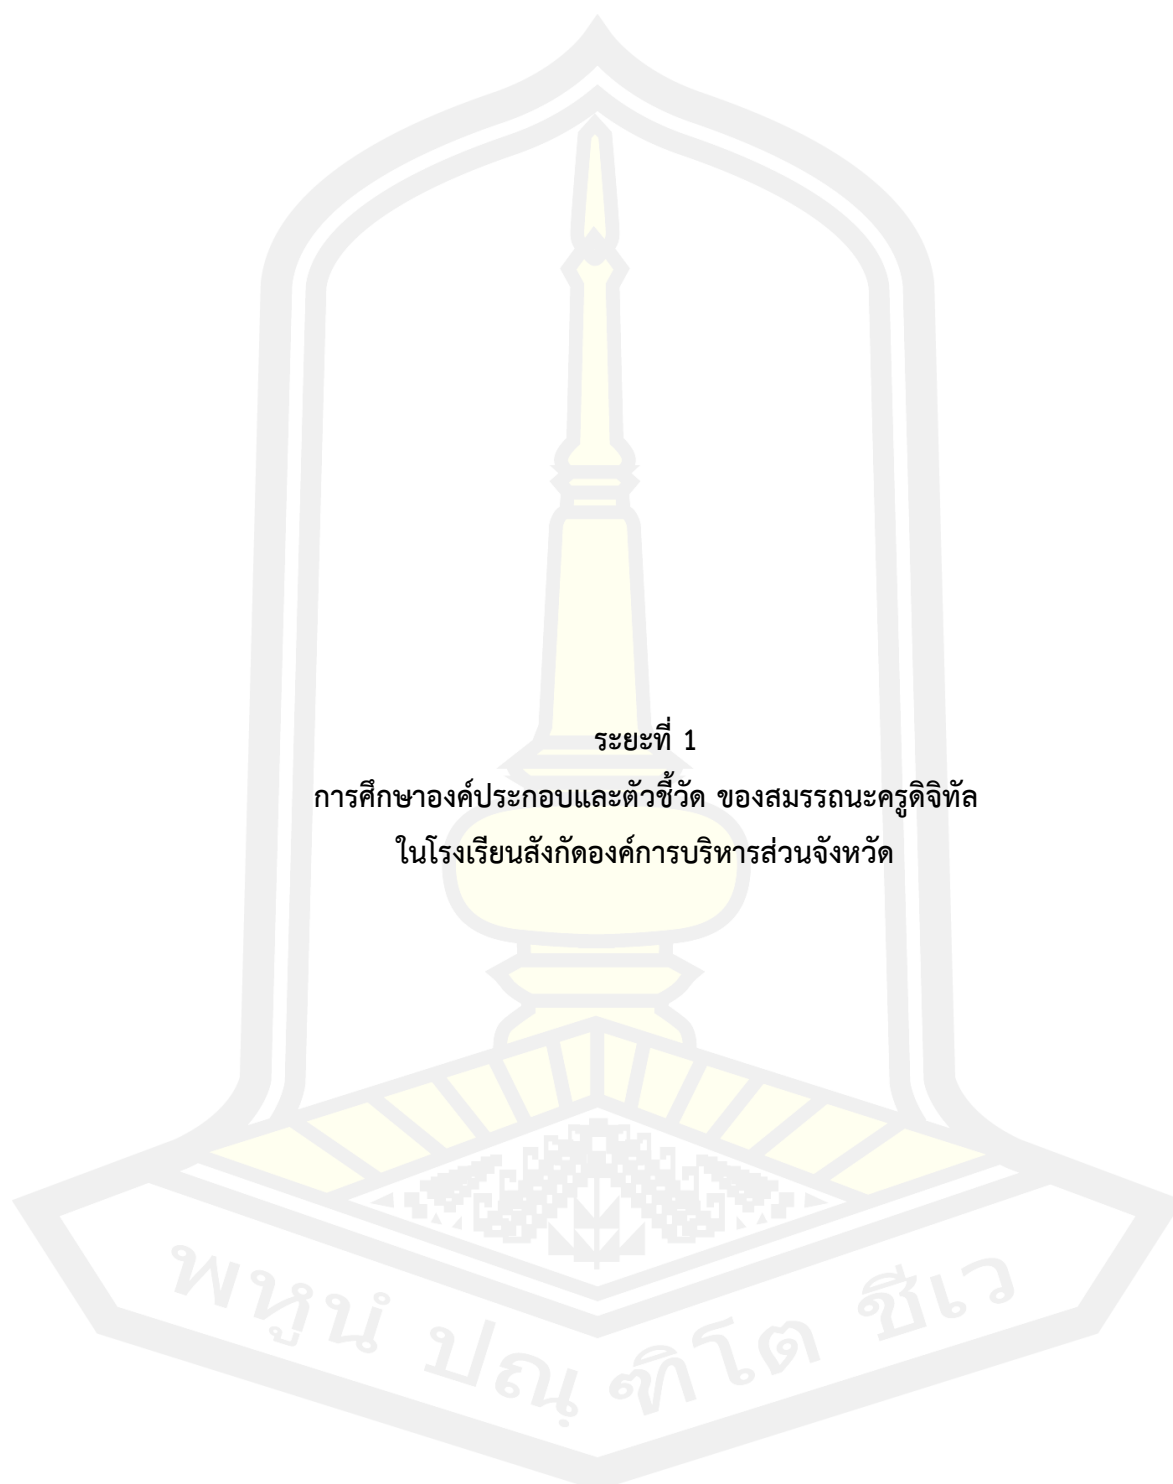 ระยะที่ 1
การศึกษาองค์ประกอบและตัวชี้วัด ของสมรรถนะครูดิจิทัล
ในโรงเรียนสังกัดองค์การบริหารส่วนจังหวัด
พหูนํ ปณฺฑิโต ชีเว